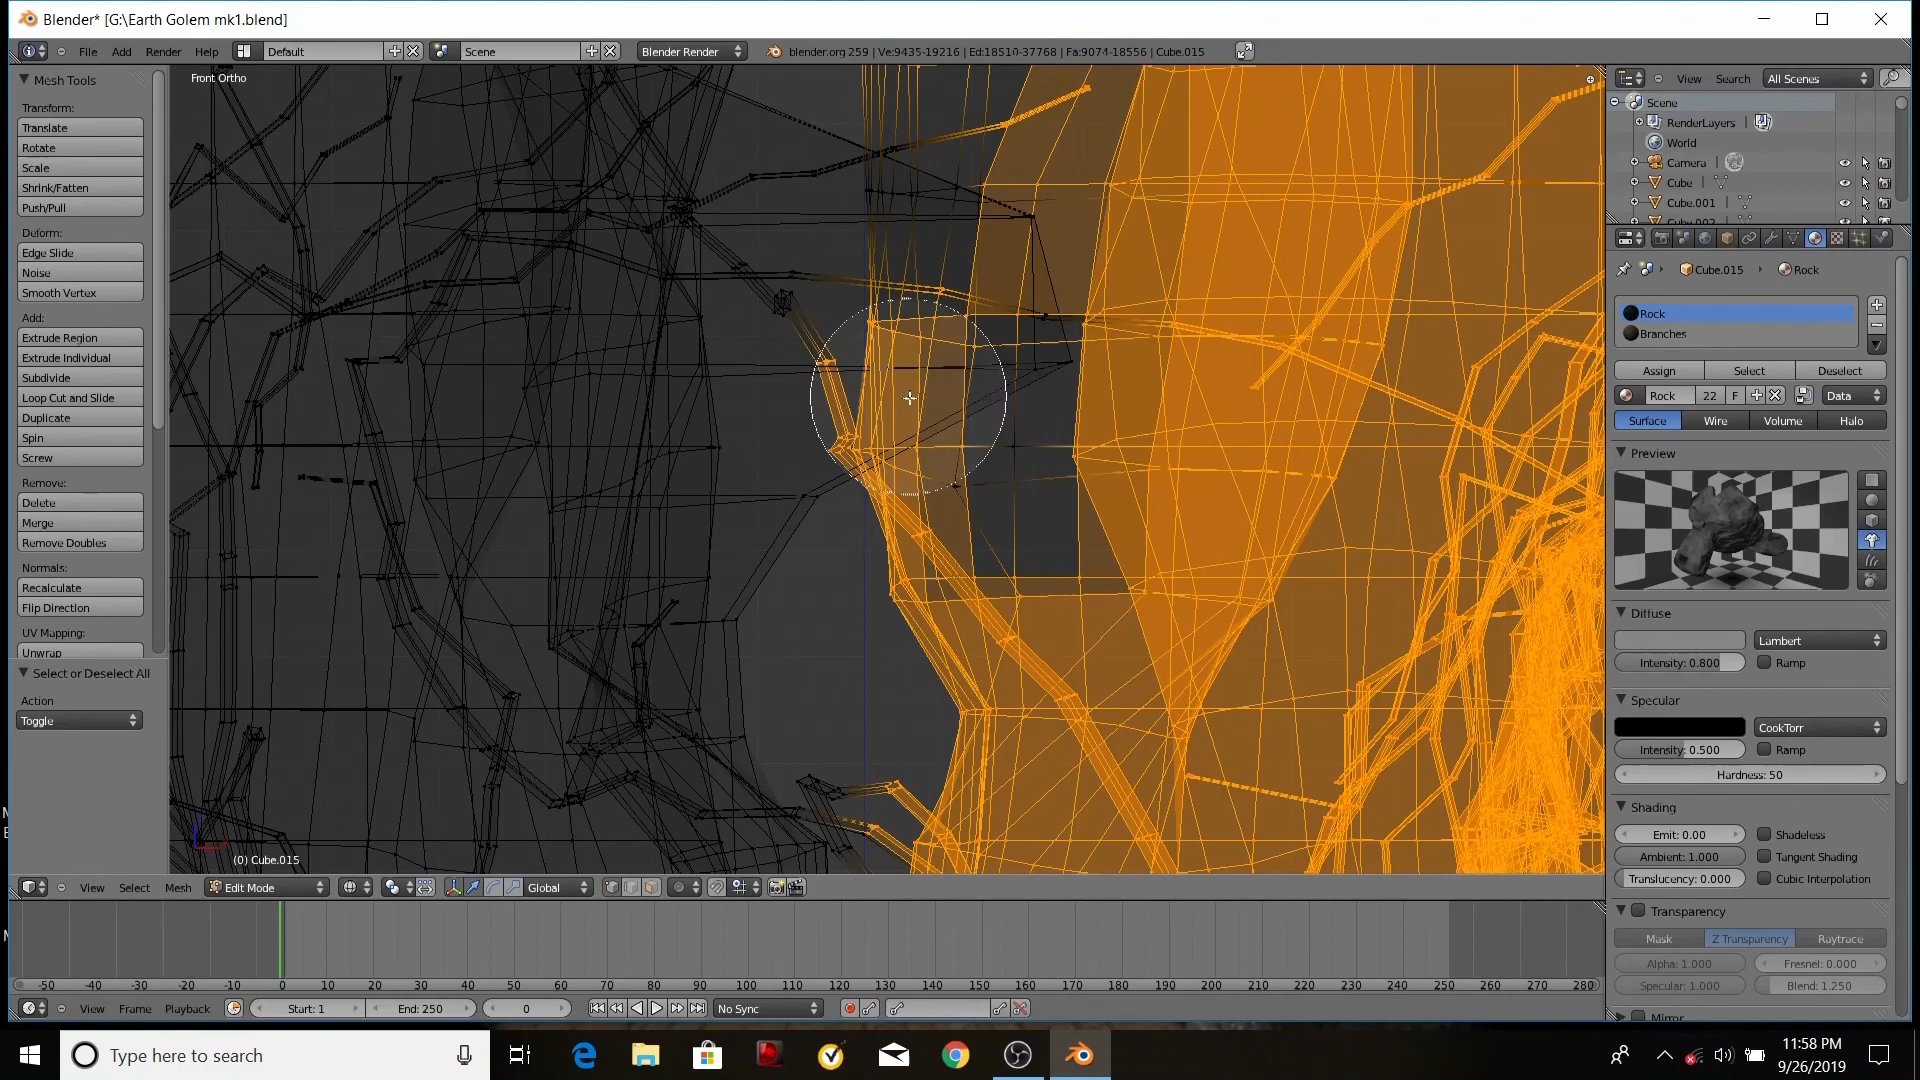 Blender* [G:\Earth Golem mk1.blend]
File Add Render Help Default Scene Blender Render blender.org 259 | Ve:9435-19216 | Ed:18510-37768 | Fa:9074-18556 | Cube.015
Mesh Tools
Transform:
Translate
Rotate
Scale
Shrink/Fatten
Push/Pull
Deform:
Edge Slide
Noise
Smooth Vertex
Add:
Extrude Region
Extrude Individual
Subdivide
Loop Cut and Slide
Duplicate
Spin
Screw
Remove:
Delete
Merge
Remove Doubles
Normals:
Recalculate
Flip Direction
UV Mapping:
Unwrap
Select or Deselect All
Action
Toggle
Front Ortho
(0) Cube.015
View Select Mesh Edit Mode Global
View Search All Scenes
Scene
RenderLayers
World
Camera
Cube
Cube.001
Cube.002
Cube.015 Rock
Rock
Branches
Assign Select Deselect
Rock 22 F Data
Surface Wire Volume Halo
Preview
Diffuse
Lambert
Intensity: 0.800 Ramp
Specular
CookTorr
Intensity: 0.500 Ramp
Hardness: 50
Shading
Emit: 0.00 Shadeless
Ambient: 1.000 Tangent Shading
Translucency: 0.000 Cubic Interpolation
Transparency
Mask Z Transparency Raytrace
Alpha: 1.000 Fresnel: 0.000
Specular: 1.000 Blend: 1.250
Mirror
-50 -40 -30 -20 -10 0 10 20 30 40 50 60 70 80 90 100 110 120 130 140 150 160 170 180 190 200 210 220 230 240 250 260 270 280
View Frame Playback Start: 1 End: 250 0 No Sync
Type here to search
11:58 PM
9/26/2019